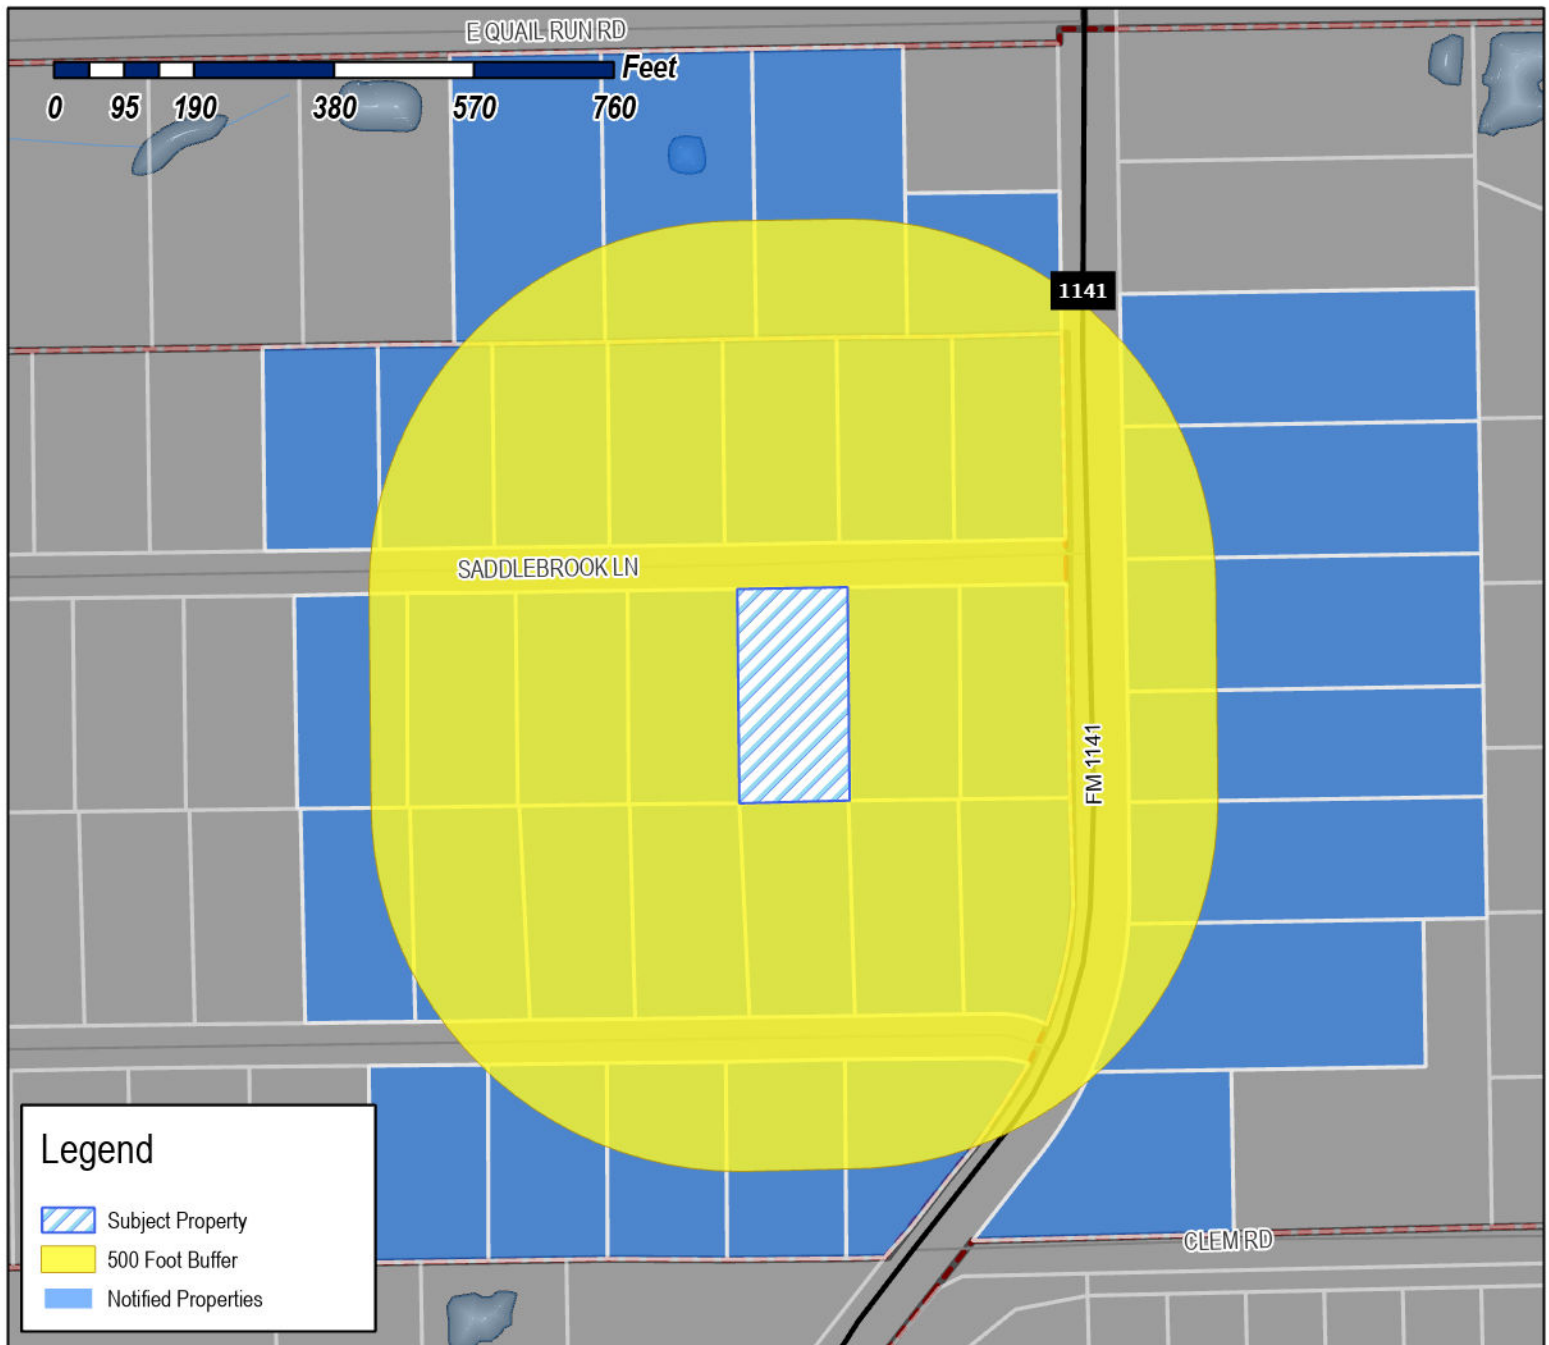 E QUAIL RUN RD
Feet
0 95 190 380 570 760
1141
SADDLEBROOK LN
FM 1141
CLEM RD
Legend
Subject Property
500 Foot Buffer
Notified Properties